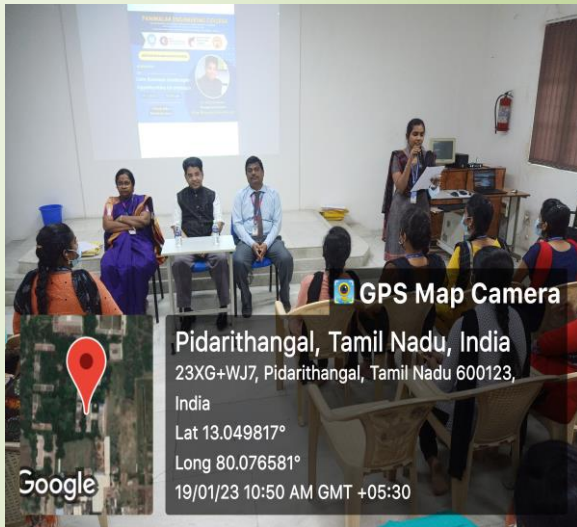 GPS Map Camera
Pidarithangal, Tamil Nadu, India
23XG+WJ7, Pidarithangal, Tamil Nadu 600123,
India
Lat 13.049817°
Long 80.076581°
19/01/23 10:50 AM GMT +05:30
Google